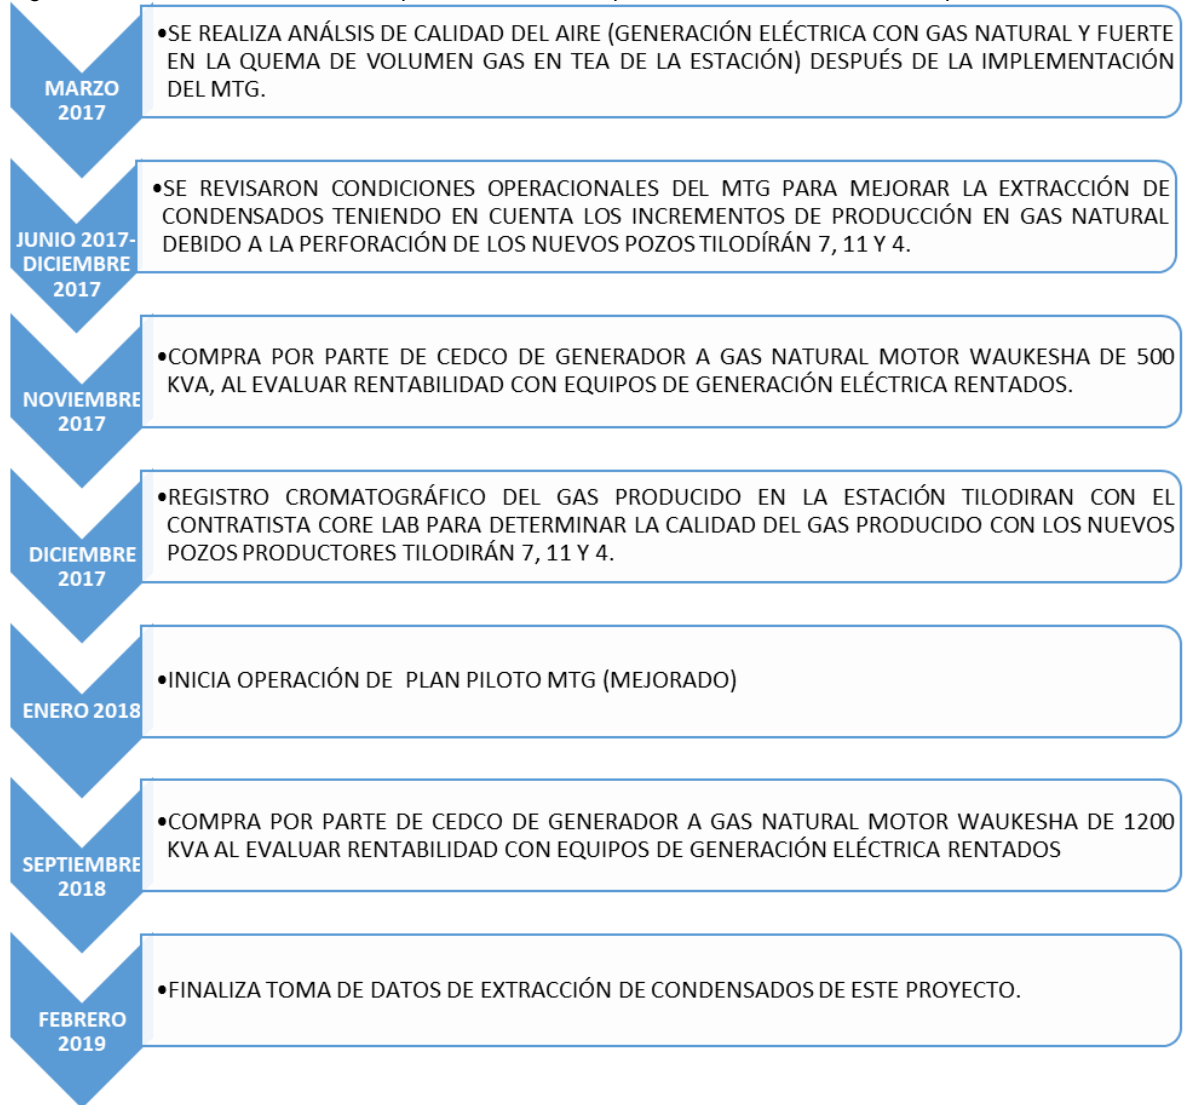 MARZO
2017
•SE REALIZA ANÁLSIS DE CALIDAD DEL AIRE (GENERACIÓN ELÉCTRICA CON GAS NATURAL Y FUERTE
EN LA QUEMA DE VOLUMEN GAS EN TEA DE LA ESTACIÓN) DESPUÉS DE LA IMPLEMENTACIÓN
DEL MTG.
JUNIO 2017-
DICIEMBRE
2017
•SE REVISARON CONDICIONES OPERACIONALES DEL MTG PARA MEJORAR LA EXTRACCIÓN DE
CONDENSADOS TENIENDO EN CUENTA LOS INCREMENTOS DE PRODUCCIÓN EN GAS NATURAL
DEBIDO A LA PERFORACIÓN DE LOS NUEVOS POZOS TILODÍRÁN 7, 11 Y 4.
NOVIEMBRE
2017
•COMPRA POR PARTE DE CEDCO DE GENERADOR A GAS NATURAL MOTOR WAUKESHA DE 500
KVA, AL EVALUAR RENTABILIDAD CON EQUIPOS DE GENERACIÓN ELÉCTRICA RENTADOS.
DICIEMBRE
2017
•REGISTRO CROMATOGRÁFICO DEL GAS PRODUCIDO EN LA ESTACIÓN TILODIRAN CON EL
CONTRATISTA CORE LAB PARA DETERMINAR LA CALIDAD DEL GAS PRODUCIDO CON LOS NUEVOS
POZOS PRODUCTORES TILODIRÁN 7, 11 Y 4.
ENERO 2018
•INICIA OPERACIÓN DE PLAN PILOTO MTG (MEJORADO)
SEPTIEMBRE
2018
•COMPRA POR PARTE DE CEDCO DE GENERADOR A GAS NATURAL MOTOR WAUKESHA DE 1200
KVA AL EVALUAR RENTABILIDAD CON EQUIPOS DE GENERACIÓN ELÉCTRICA RENTADOS
FEBRERO
2019
•FINALIZA TOMA DE DATOS DE EXTRACCIÓN DE CONDENSADOS DE ESTE PROYECTO.